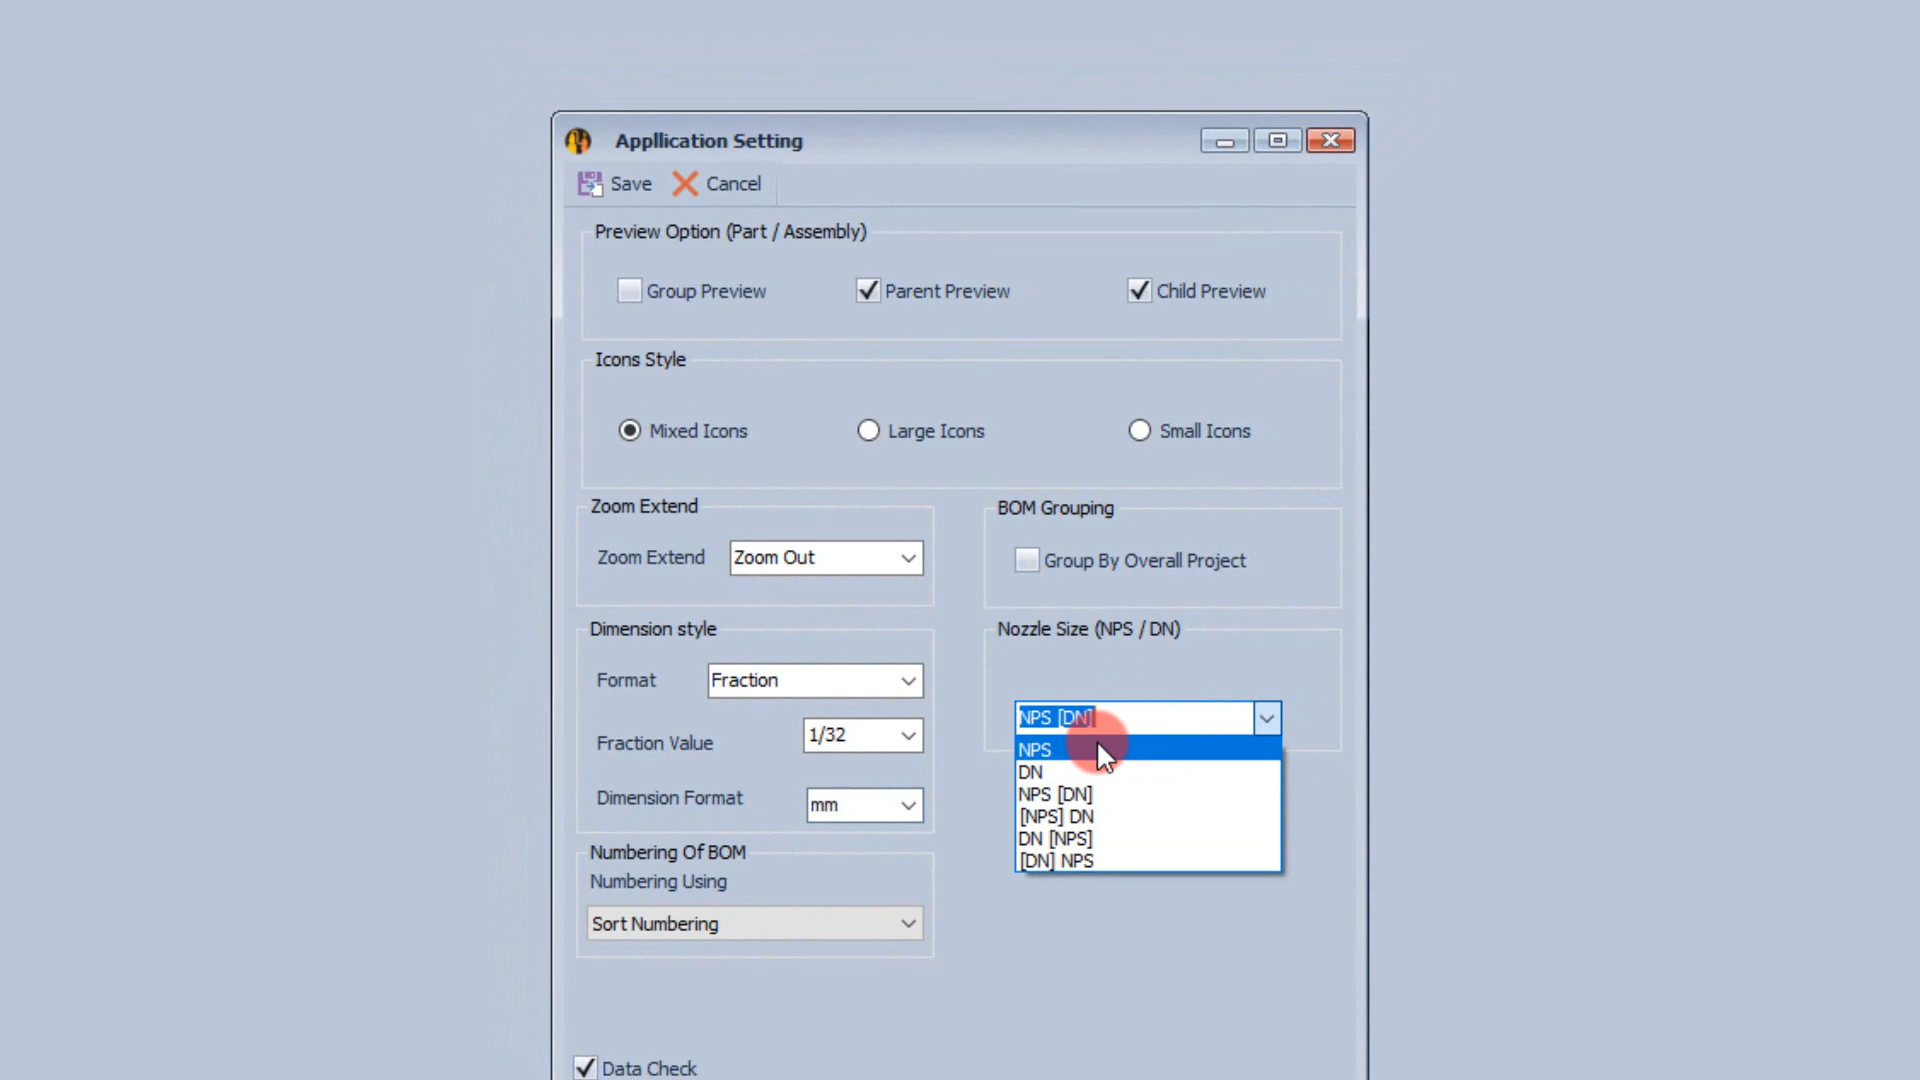 Appllication Setting
Save Cancel
Preview Option (Part / Assembly)
Group Preview Parent Preview Child Preview
Icons Style
Mixed Icons Large Icons Small Icons
Zoom Extend
Zoom Extend Zoom Out
BOM Grouping
Group By Overall Project
Dimension style
Format Fraction
Fraction Value 1/32
Dimension Format mm
Nozzle Size (NPS / DN)
NPS [DN]
NPS
DN
NPS [DN]
[NPS] DN
DN [NPS]
[DN] NPS
Numbering Of BOM
Numbering Using
Sort Numbering
Data Check